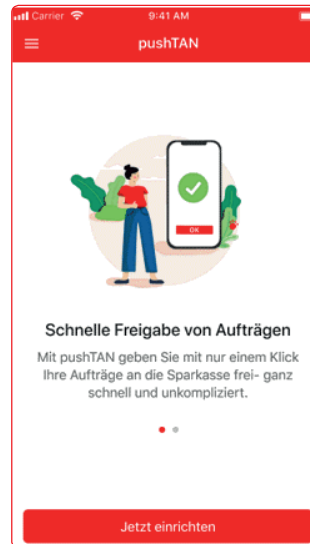 Carrier 9:41 AM
pushTAN
OK
Schnelle Freigabe von Aufträgen
Mit pushTAN geben Sie mit nur einem Klick
Ihre Aufträge an die Sparkasse frei- ganz
schnell und unkompliziert.
Jetzt einrichten